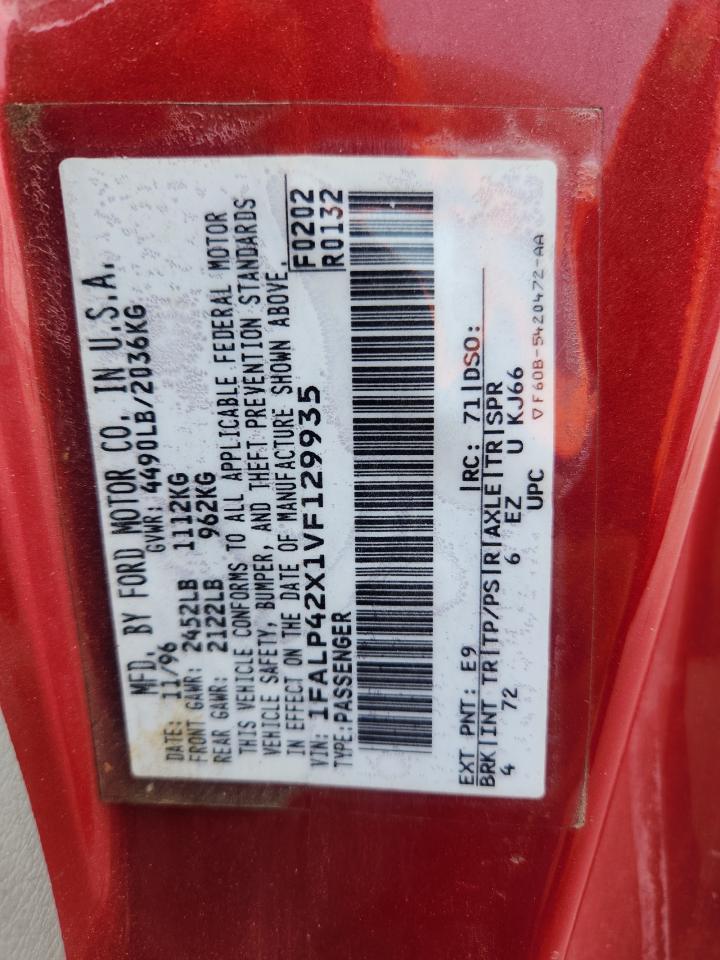 MFD. BY FORD MOTOR CO. IN U.S.A.
DATE: 11/96 GVWR: 4490LB/2036KG
FRONT GAWR: 2452LB 1112KG
REAR GAWR: 2122LB 962KG
THIS VEHICLE CONFORMS TO ALL APPLICABLE FEDERAL MOTOR
VEHICLE SAFETY, BUMPER, AND THEFT PREVENTION STANDARDS
IN EFFECT ON THE DATE OF MANUFACTURE SHOWN ABOVE.
VIN: 1FALP42X1VF129935
TYPE: PASSENGER
F0202
R0132
EXT PNT: E9 |RC: 71|DSO:
BRK|INT TR|TP/PS|R|AXLE|TR|SPR
4 72 6 EZ U KJ66
UPC
▽F60B-5420472-AA